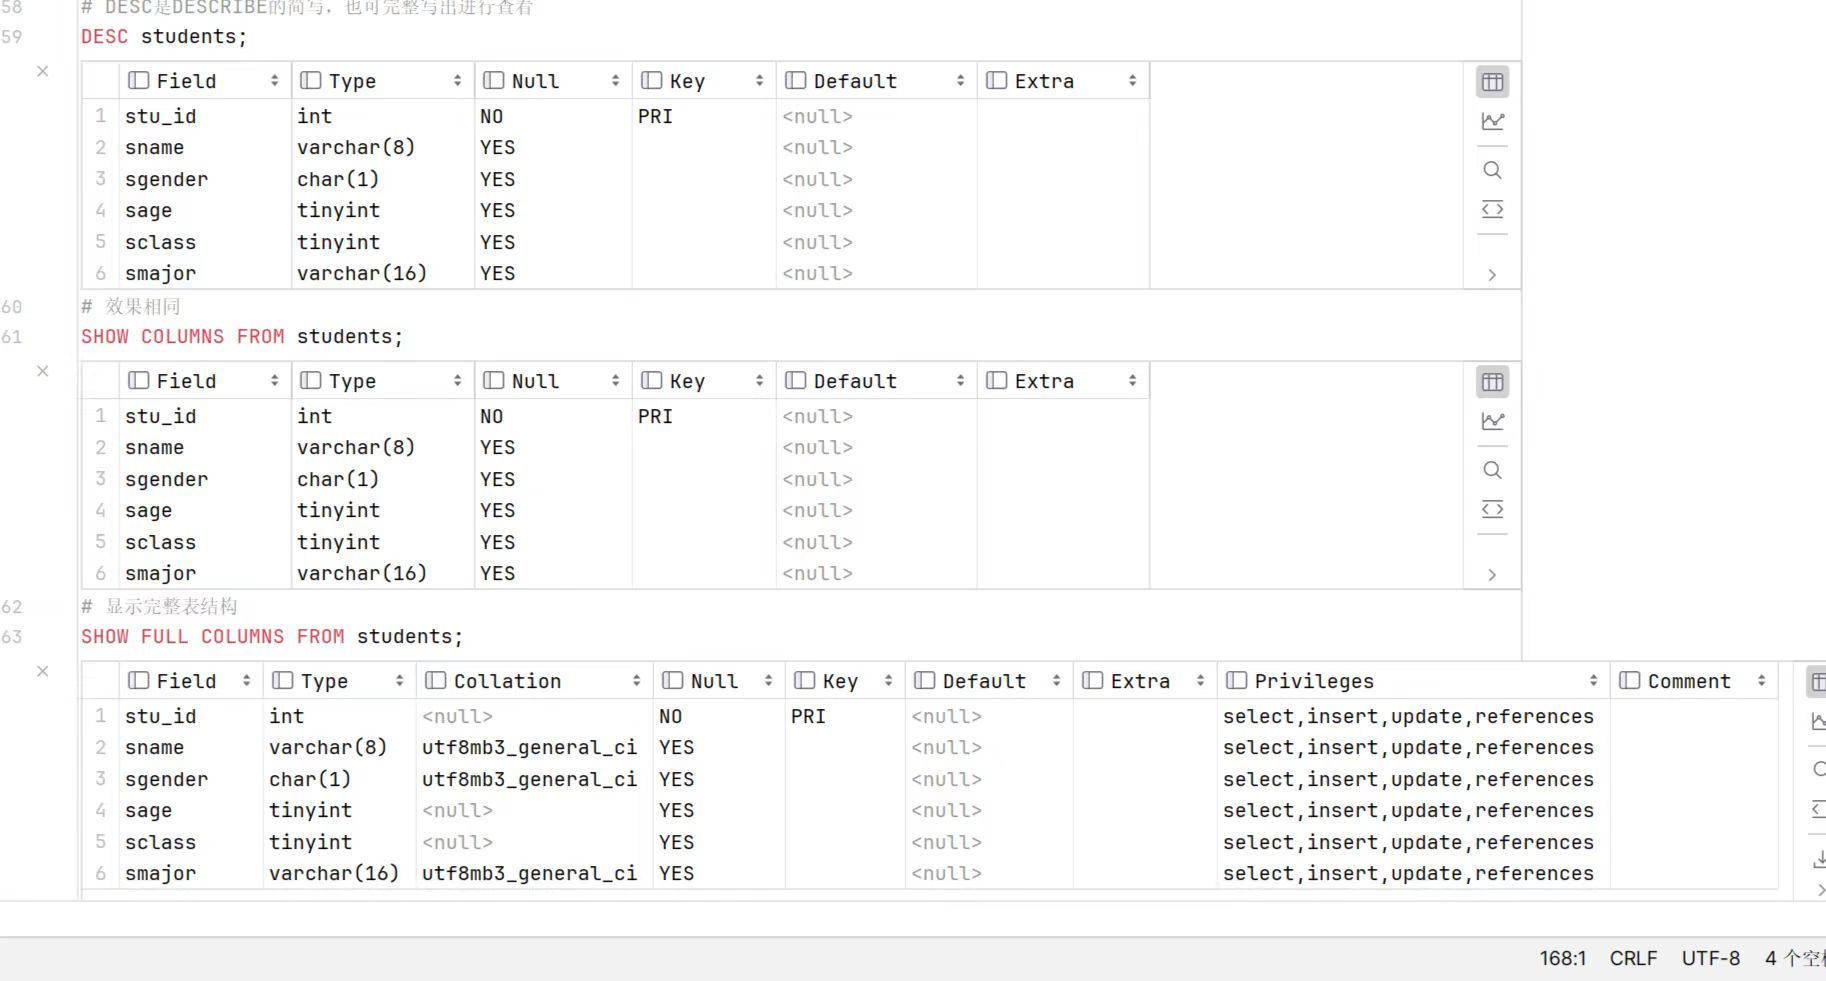 58 # DESC是DESCRIBE的简写，也可完整写出进行查看
59 DESC students;
Field Type Null Key Default Extra
1 stu_id int NO PRI <null>
2 sname varchar(8) YES <null>
3 sgender char(1) YES <null>
4 sage tinyint YES <null>
5 sclass tinyint YES <null>
6 smajor varchar(16) YES <null>
60 # 效果相同
61 SHOW COLUMNS FROM students;
Field Type Null Key Default Extra
1 stu_id int NO PRI <null>
2 sname varchar(8) YES <null>
3 sgender char(1) YES <null>
4 sage tinyint YES <null>
5 sclass tinyint YES <null>
6 smajor varchar(16) YES <null>
62 # 显示完整表结构
63 SHOW FULL COLUMNS FROM students;
Field Type Collation Null Key Default Extra Privileges Comment
1 stu_id int <null> NO PRI <null> select,insert,update,references
2 sname varchar(8) utf8mb3_general_ci YES <null> select,insert,update,references
3 sgender char(1) utf8mb3_general_ci YES <null> select,insert,update,references
4 sage tinyint <null> YES <null> select,insert,update,references
5 sclass tinyint <null> YES <null> select,insert,update,references
6 smajor varchar(16) utf8mb3_general_ci YES <null> select,insert,update,references
168:1 CRLF UTF-8 4 个空